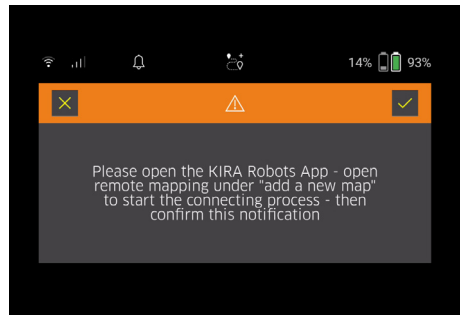 14% 93%
Please open the KIRA Robots App - open
remote mapping under "add a new map"
to start the connecting process - then
confirm this notification